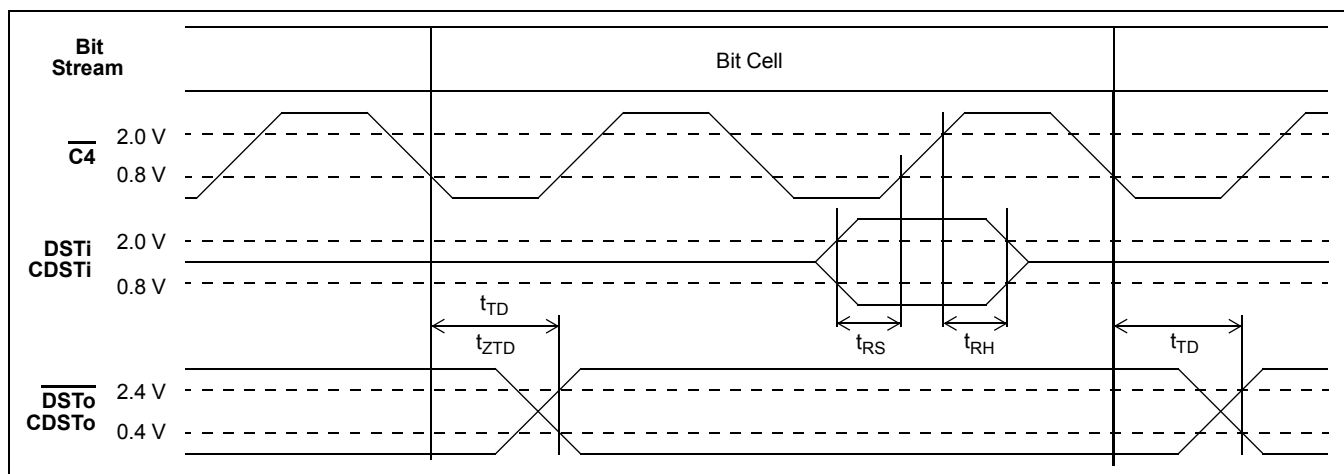 Bit
Stream
Bit Cell
C4
2.0 V
0.8 V
DSTi
CDSTi
2.0 V
0.8 V
tTD
tZTD
tRS
tRH
tTD
DSTo
CDSTo
2.4 V
0.4 V